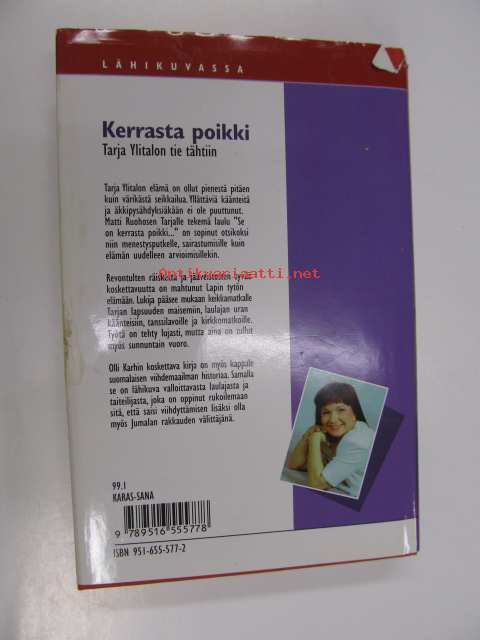 LÄHIKUVASSA
Kerrasta poikki
Tarja Ylitalon tie tähtiin
Tarja Ylitalon elämä on ollut pienestä pitäen
kuin värikästä seikkailua. Yllättäviä käänteitä
ja äkkipysähdyksiäkään ei ole puuttunut.
Matti Ruohosen Tarjalle tekemä laulu "Se
on kerrasta poikki..." on sopinut otsikoksi
niin menestysputkelle, sairastumisille kuin
elämän uudelleen arvioimisillekin.
Revontulten räiskettä ja jääveistosten
koskettavuutta on mahtunut Lapin tytön
elämään. Lukija pääsee mukaan keikkamatkalle
Tarjan lapsuuden maisemiin, laulajan uran
käänteisiin, tanssilavoille ja kirkkomatkoille.
Työtä on tehty lujasti, mutta aina on tullut
myös sunnuntain vuoro.
Antikvariaatti.net
Olli Karhin koskettava kirja on myös kappale
suomalaisen viihdemaailman historiaa. Samalla
se on lähikuva valloittavasta laulajasta ja
taiteilijasta, joka on oppinut rukoilemaan
sitä, että saisi viihdyttämisen lisäksi olla
myös Jumalan rakkauden välittäjänä.
99.1
KARAS-SANA
9 789516 555778
ISBN 951-655-577-2